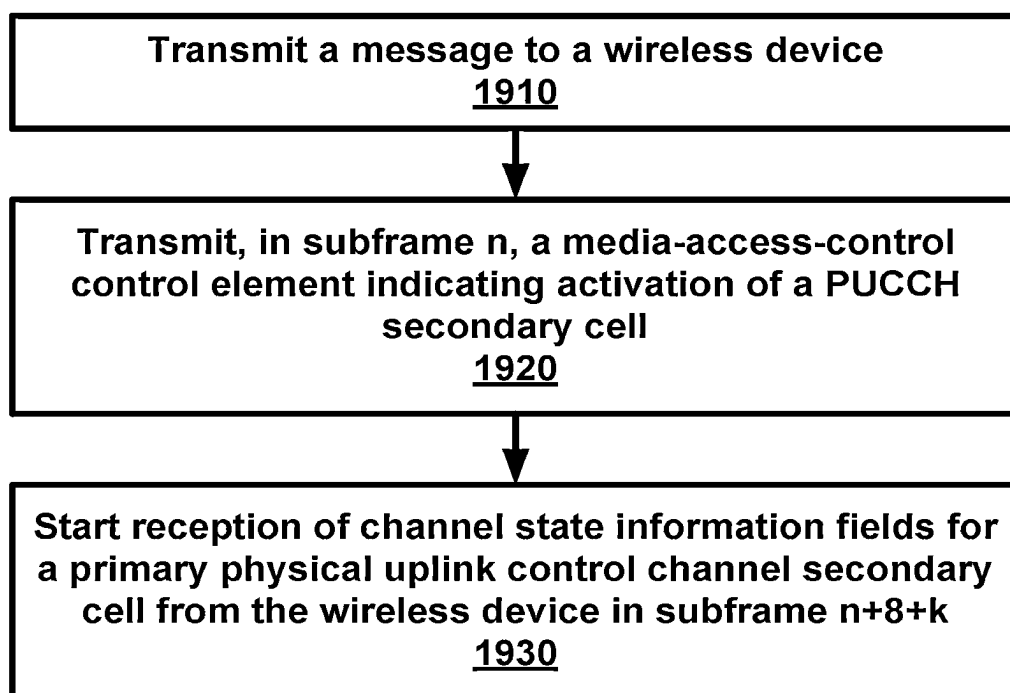 Transmit a message to a wireless device
1910
Transmit, in subframe n, a media-access-control
control element indicating activation of a PUCCH
secondary cell
1920
Start reception of channel state information fields for
a primary physical uplink control channel secondary
cell from the wireless device in subframe n+8+k
1930